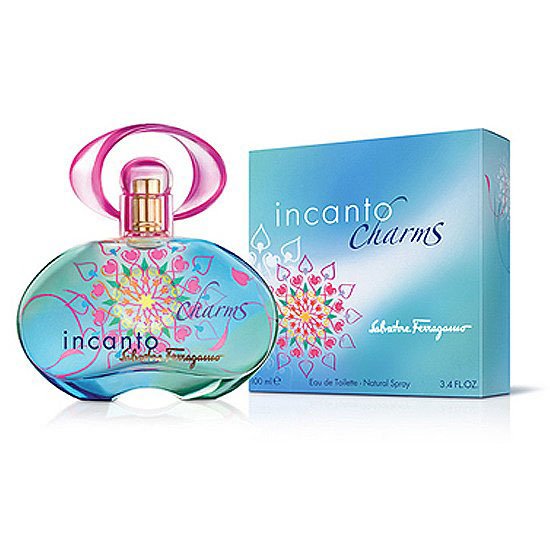 incanto
Charms
Salvatore Ferragamo
100 ml e
Eau de Toilette - Natural Spray
3.4 FL.OZ.
Charms
incanto
Salvatore Ferragamo